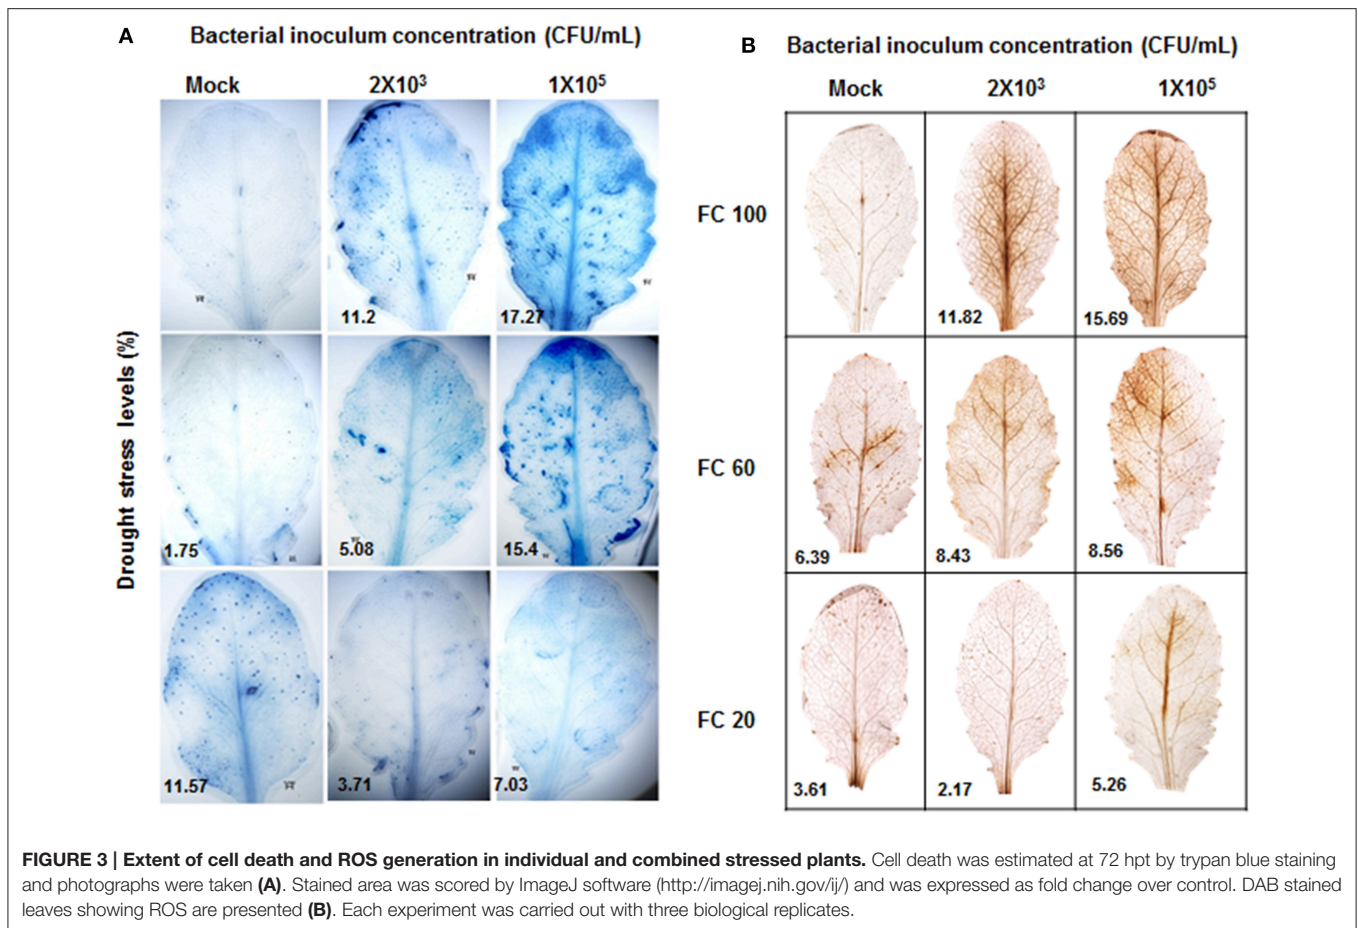 A
Bacterial inoculum concentration (CFU/mL)
Mock 2X10³ 1X10⁵
11.2 17.27
1.75 5.08 15.4
11.57 3.71 7.03
Drought stress levels (%)
B
Bacterial inoculum concentration (CFU/mL)
Mock 2X10³ 1X10⁵
FC 100
11.82 15.69
FC 60
6.39 8.43 8.56
FC 20
3.61 2.17 5.26
FIGURE 3 | Extent of cell death and ROS generation in individual and combined stressed plants. Cell death was estimated at 72 hpt by trypan blue staining
and photographs were taken (A). Stained area was scored by ImageJ software (http://imagej.nih.gov/ij/) and was expressed as fold change over control. DAB stained
leaves showing ROS are presented (B). Each experiment was carried out with three biological replicates.